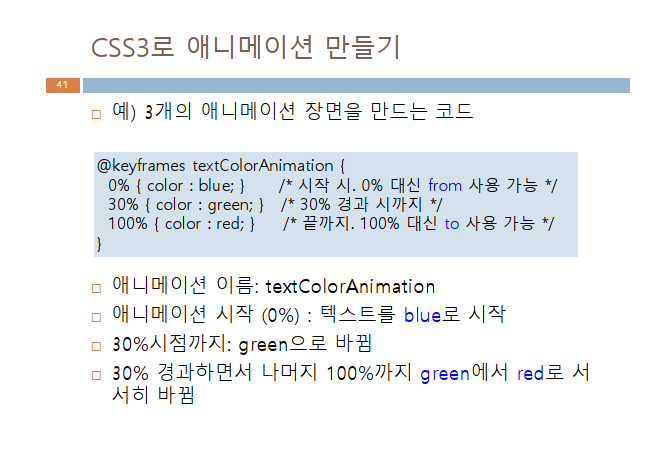 CSS3로 애니메이션 만들기
41
□ 예) 3개의 애니메이션 장면을 만드는 코드
@keyframes textColorAnimation {
0% { color : blue; } /* 시작 시. 0% 대신 from 사용 가능 */
30% { color : green; } /* 30% 경과 시까지 */
100% { color : red; } /* 끝까지. 100% 대신 to 사용 가능 */
}
□ 애니메이션 이름: textColorAnimation
□ 애니메이션 시작 (0%) : 텍스트를 blue로 시작
□ 30%시점까지: green으로 바뀜
□ 30% 경과하면서 나머지 100%까지 green에서 red로 서
서히 바뀜